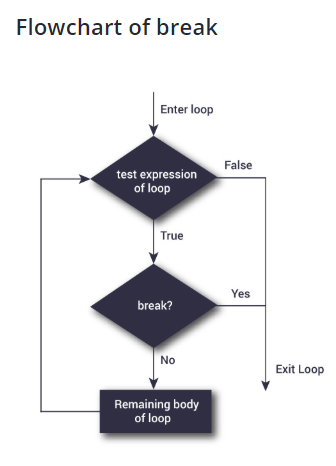 Flowchart of break
Enter loop
test expression
of loop
False
True
break?
Yes
No
Exit Loop
Remaining body
of loop